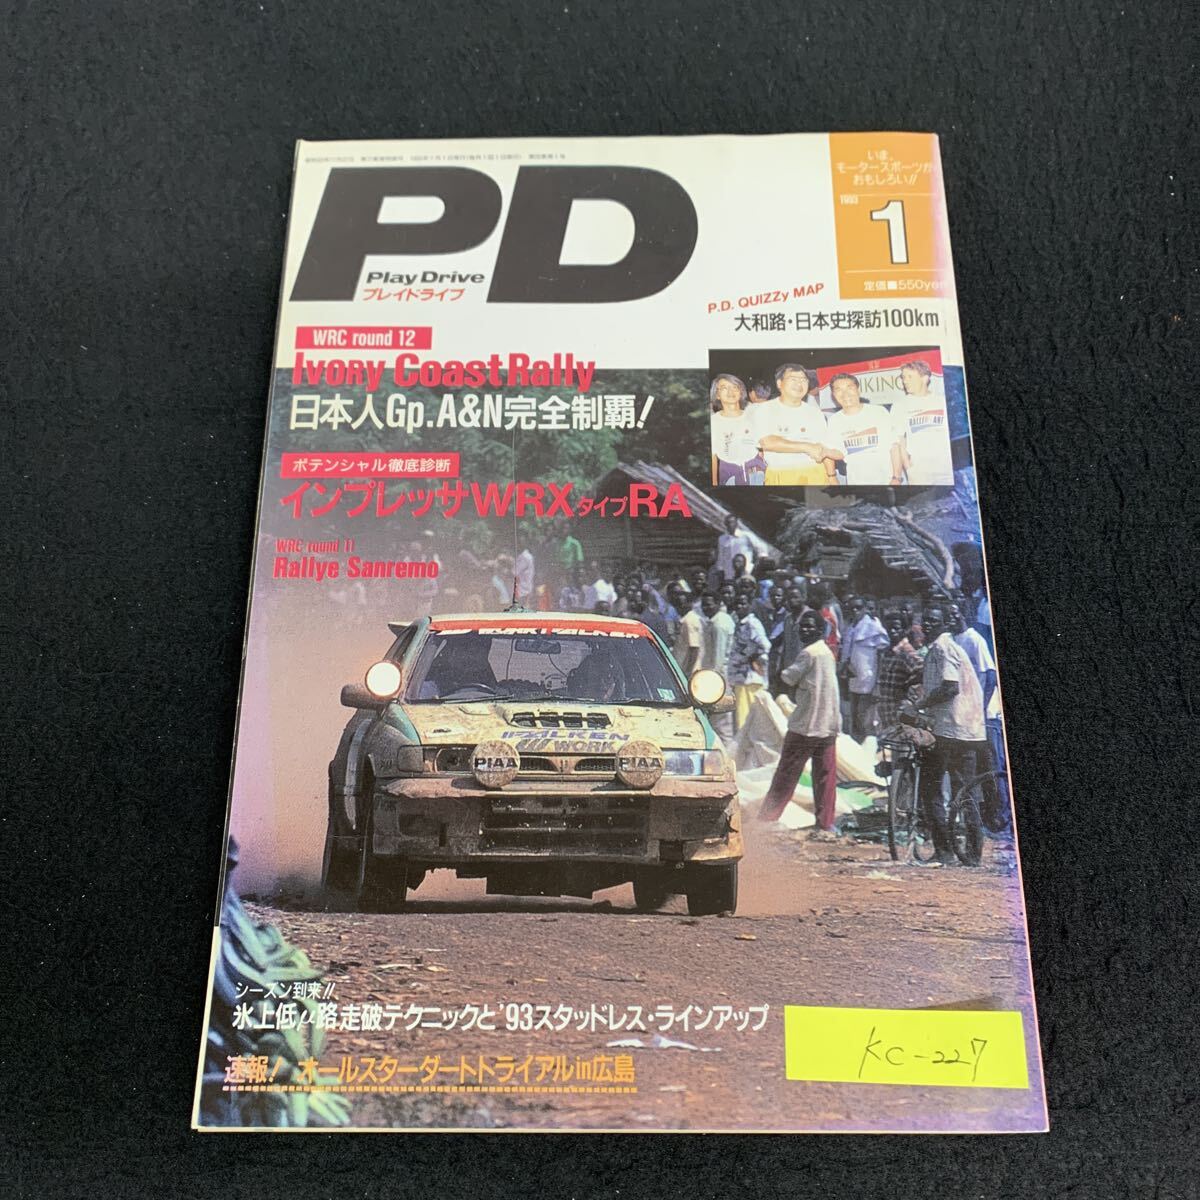 PD
Play Drive
プレイドライブ
いま、
モータースポーツが
おもしろい!!
1993
1
定価■550yen
P.D. QUIZZy MAP
大和路・日本史探訪100km
WRC round 12
Ivory Coast Rally
日本人Gp.A&N完全制覇!
ポテンシャル徹底診断
インプレッサWRXタイプRA
WRC round 11
Rallye Sanremo
FALKEN
WORK
PIAA
PIAA
シーズン到来!!
氷上低μ路走破テクニックと'93スタッドレス・ラインアップ
速報! オールスターダートトライアルin広島
KC-227